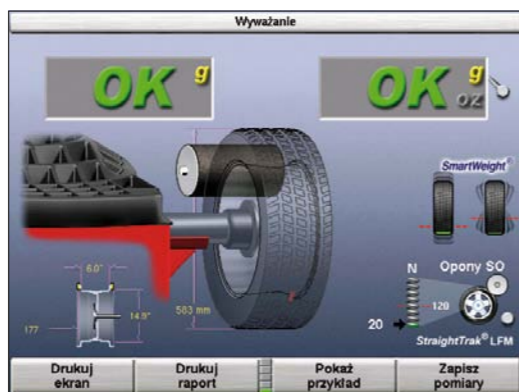 Wyważanie
OK g
OK g
oz
SmartWeight®
6.0"
14.9"
177
583 mm
N
Opony SO
120
20
StraightTrak® LFM
Drukuj ekran
Drukuj raport
Pokaż przykład
Zapisz pomiary